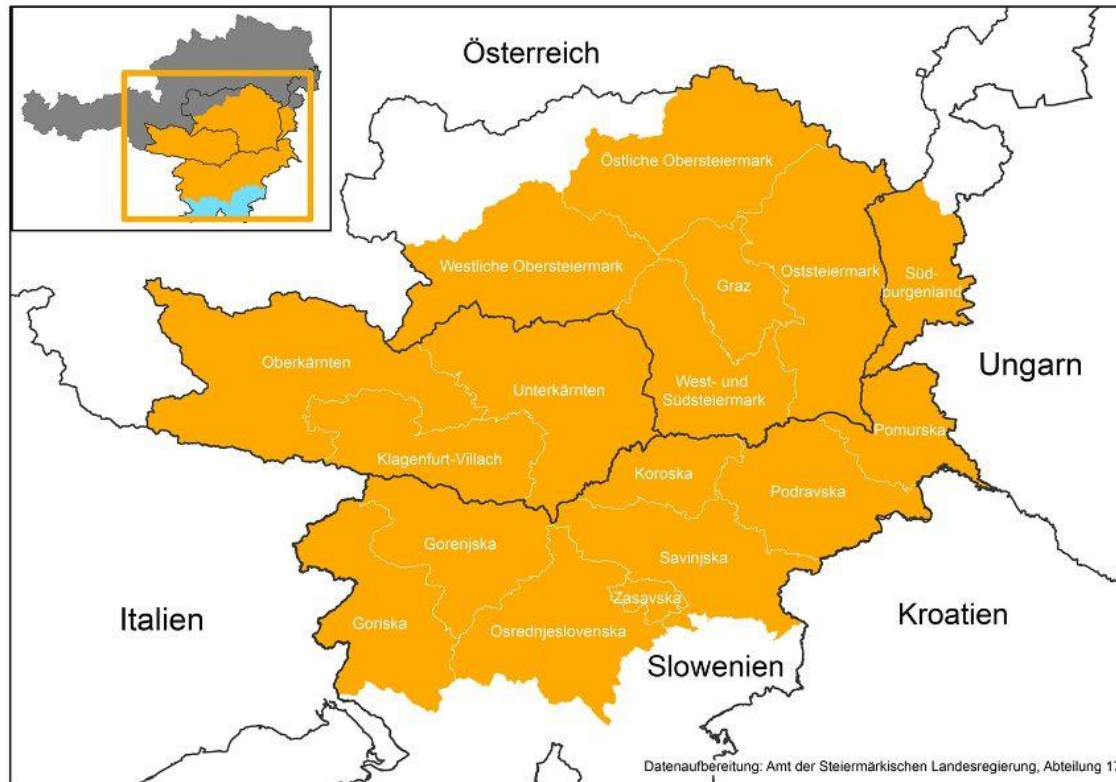 Österreich
Östliche Obersteiermark
Westliche Obersteiermark
Graz
Oststeiermark
Süd-
burgenland
Oberkärnten
Unterkärnten
West- und
Südsteiermark
Ungarn
Klagenfurt-Villach
Pomurska
Koroska
Podravska
Gorenjska
Savinjska
Zasavska
Italien
Goriska
Osrednjeslovenska
Kroatien
Slowenien
Datenaufbereitung: Amt der Steiermärkischen Landesregierung, Abteilung